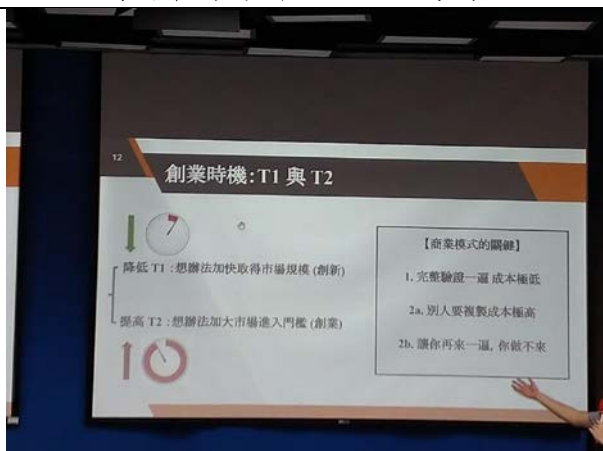 12
創業時機:T1 與 T2
降低 T1 :想辦法加快取得市場規模 (創新)
提高 T2 :想辦法加大市場進入門檻 (創業)
【商業模式的關鍵】
1. 完整驗證一遍 成本極低
2a. 別人要複製成本極高
2b. 讓你再來一遍, 你做不來